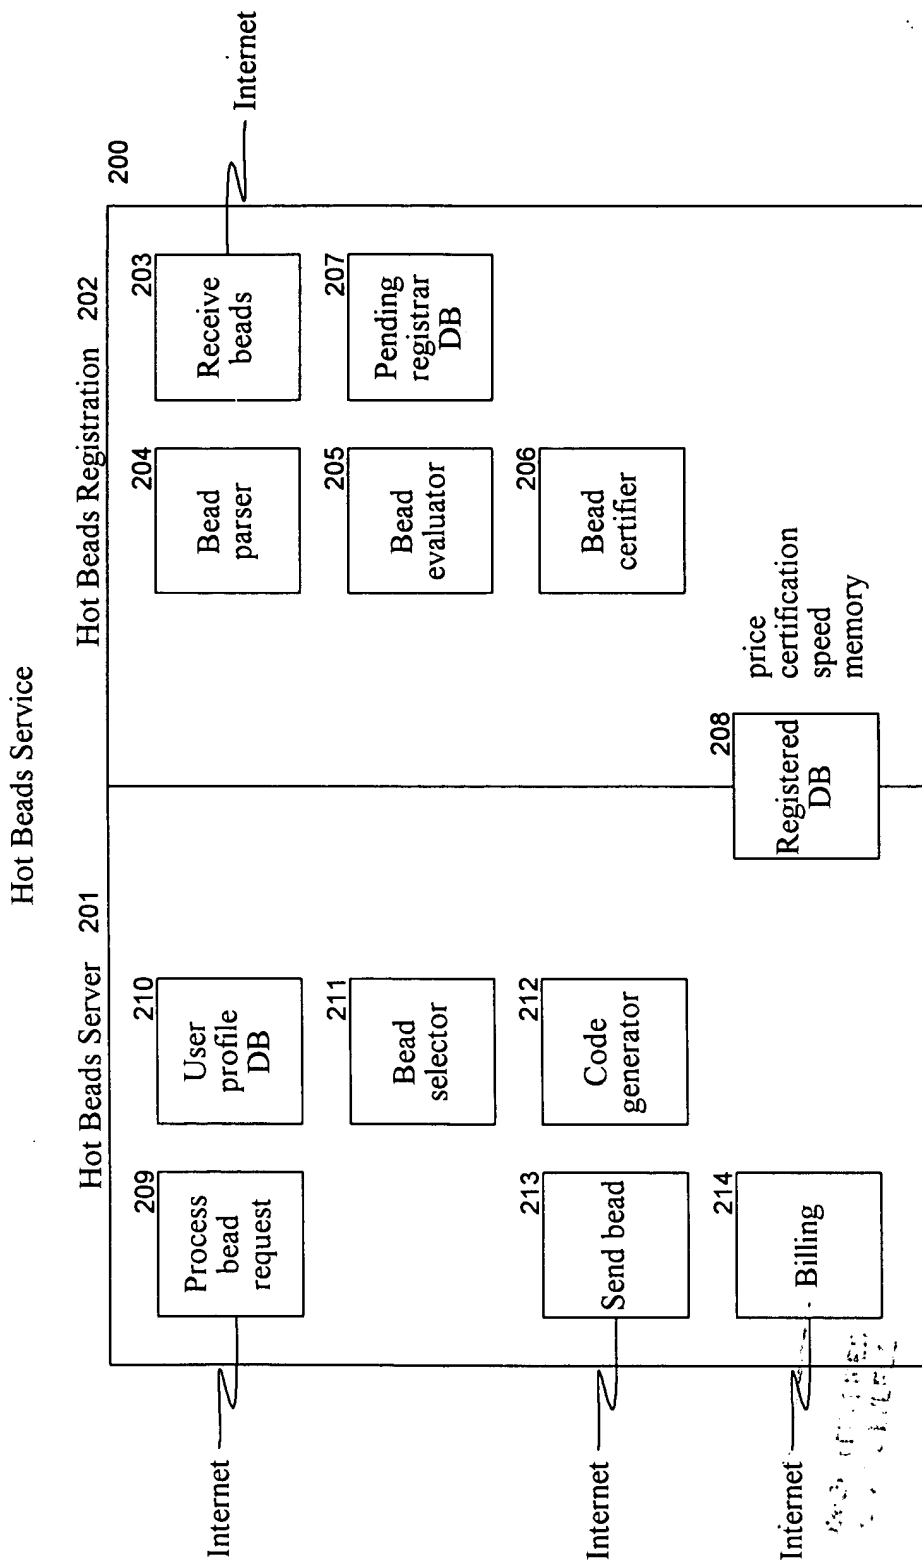 Hot Beads Service
Hot Beads Server 201
Hot Beads Registration 202
200
209
Process
bead
request
210
User
profile
DB
204
Bead
parser
203
Receive
beads
Internet
Internet
211
Bead
selector
205
Bead
evaluator
207
Pending
registrar
DB
213
Send bead
Internet
212
Code
generator
206
Bead
certifier
214
Billing
Internet
208
Registered
DB
price
certification
speed
memory